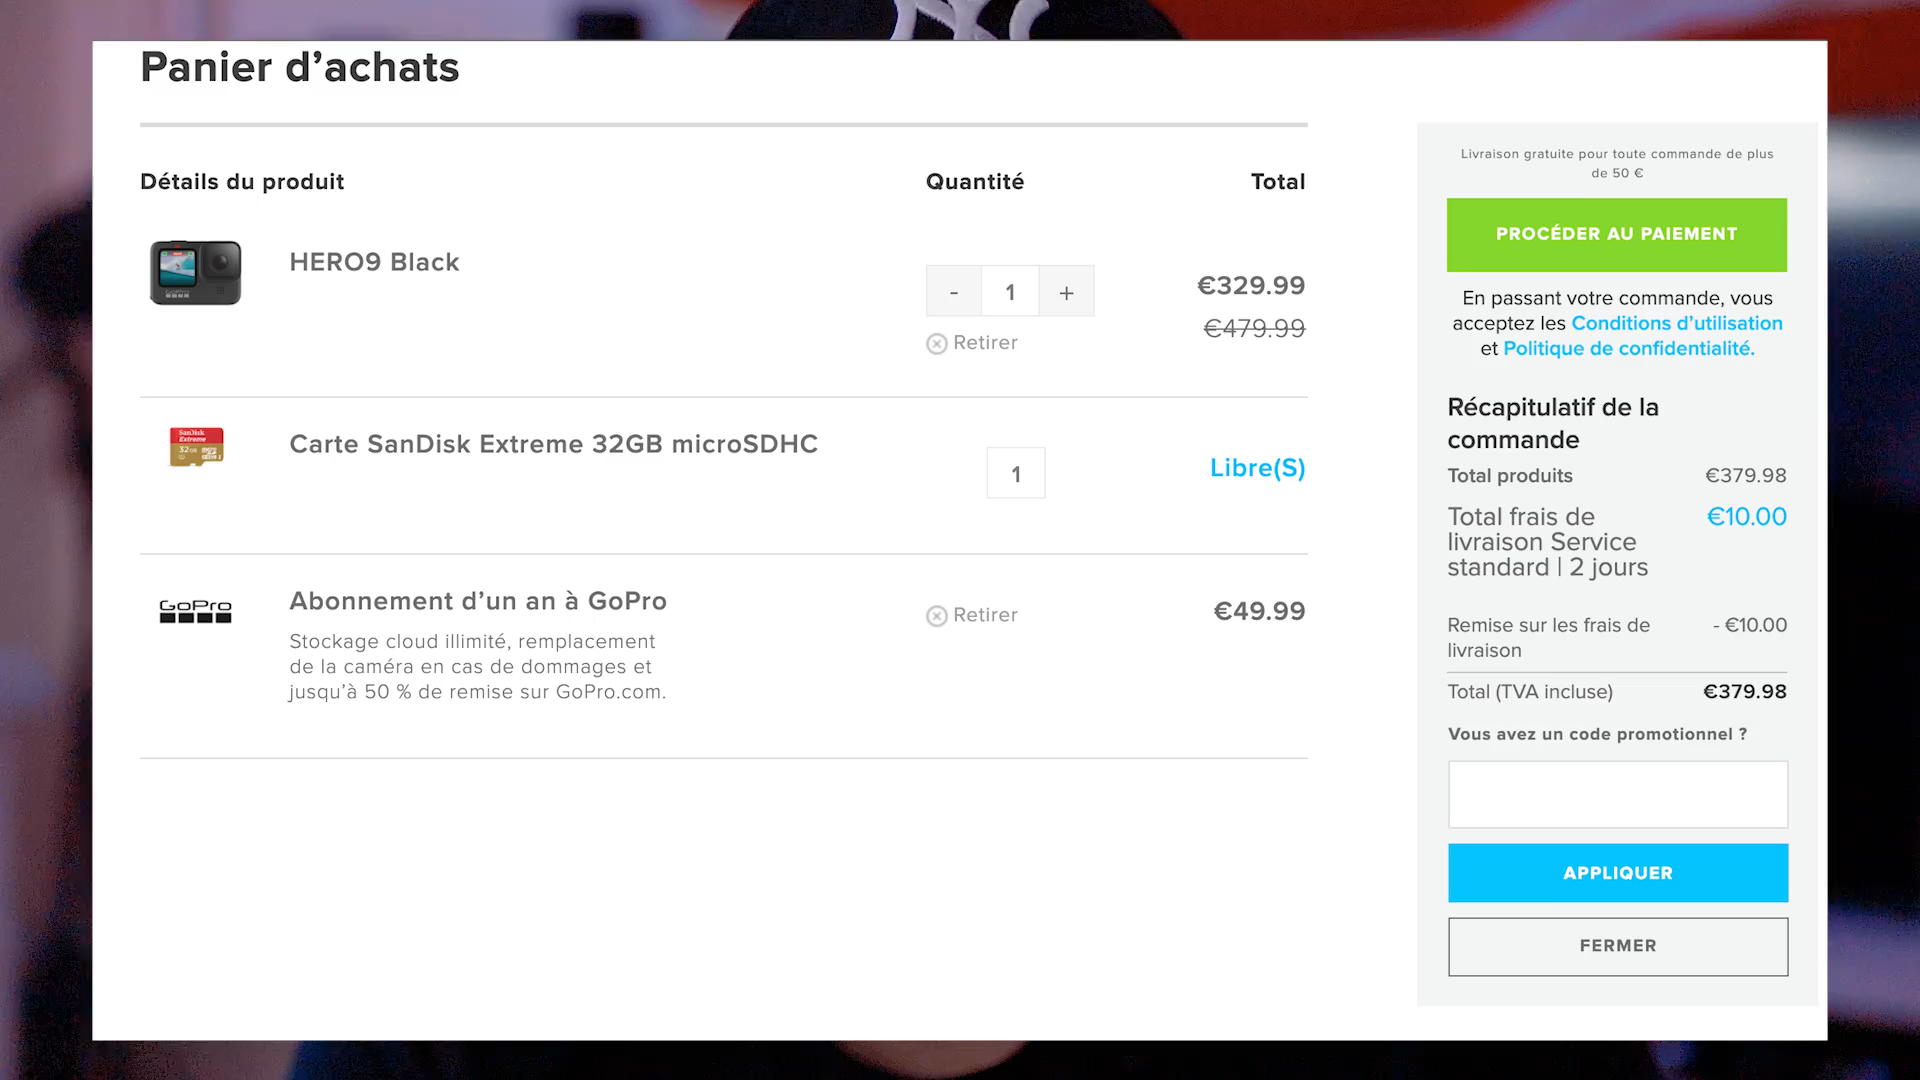 Panier d’achats
Détails du produit
Quantité
Total
HERO9 Black
- 1 +
Retirer
€329.99
€479.99
SanDisk
Extreme
32GB
Carte SanDisk Extreme 32GB microSDHC
1
Libre(S)
GoPro
Abonnement d’un an à GoPro
Stockage cloud illimité, remplacement
de la caméra en cas de dommages et
jusqu’à 50 % de remise sur GoPro.com.
Retirer
€49.99
Livraison gratuite pour toute commande de plus
de 50 €
PROCÉDER AU PAIEMENT
En passant votre commande, vous
acceptez les Conditions d’utilisation
et Politique de confidentialité.
Récapitulatif de la
commande
Total produits €379.98
Total frais de €10.00
livraison Service
standard | 2 jours
Remise sur les frais de - €10.00
livraison
Total (TVA incluse) €379.98
Vous avez un code promotionnel ?
APPLIQUER
FERMER